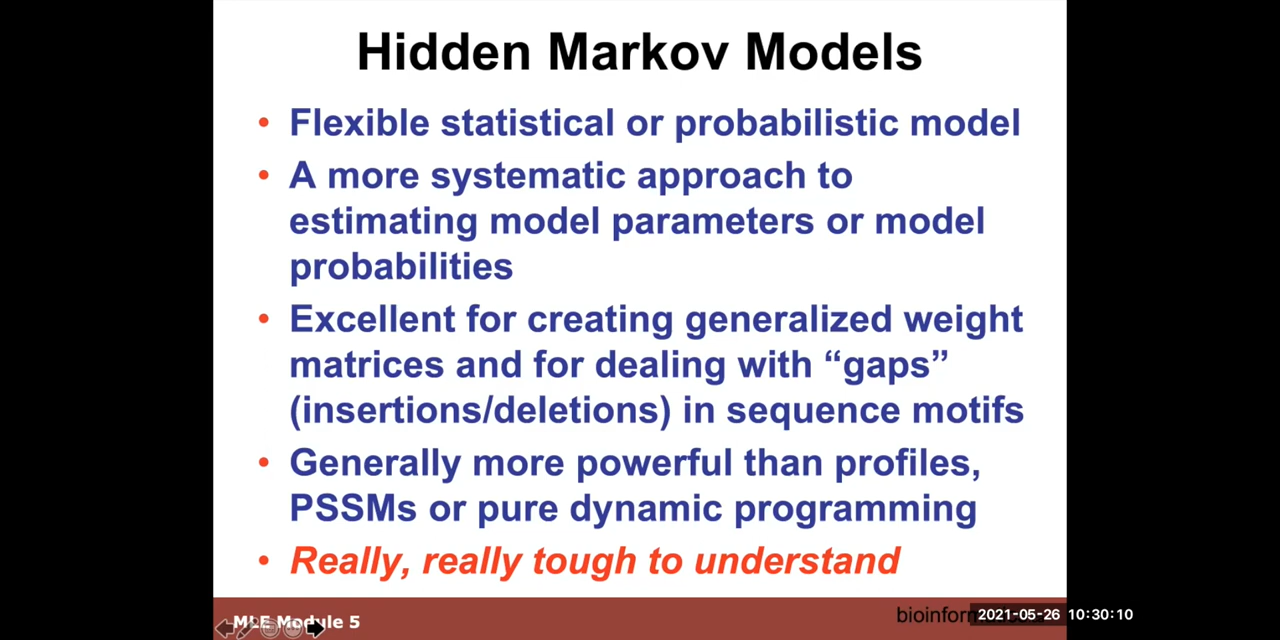 Hidden Markov Models
• Flexible statistical or probabilistic model
• A more systematic approach to
estimating model parameters or model
probabilities
• Excellent for creating generalized weight
matrices and for dealing with “gaps”
(insertions/deletions) in sequence motifs
• Generally more powerful than profiles,
PSSMs or pure dynamic programming
• Really, really tough to understand
MLE Module 5
2021-05-26 10:30:10